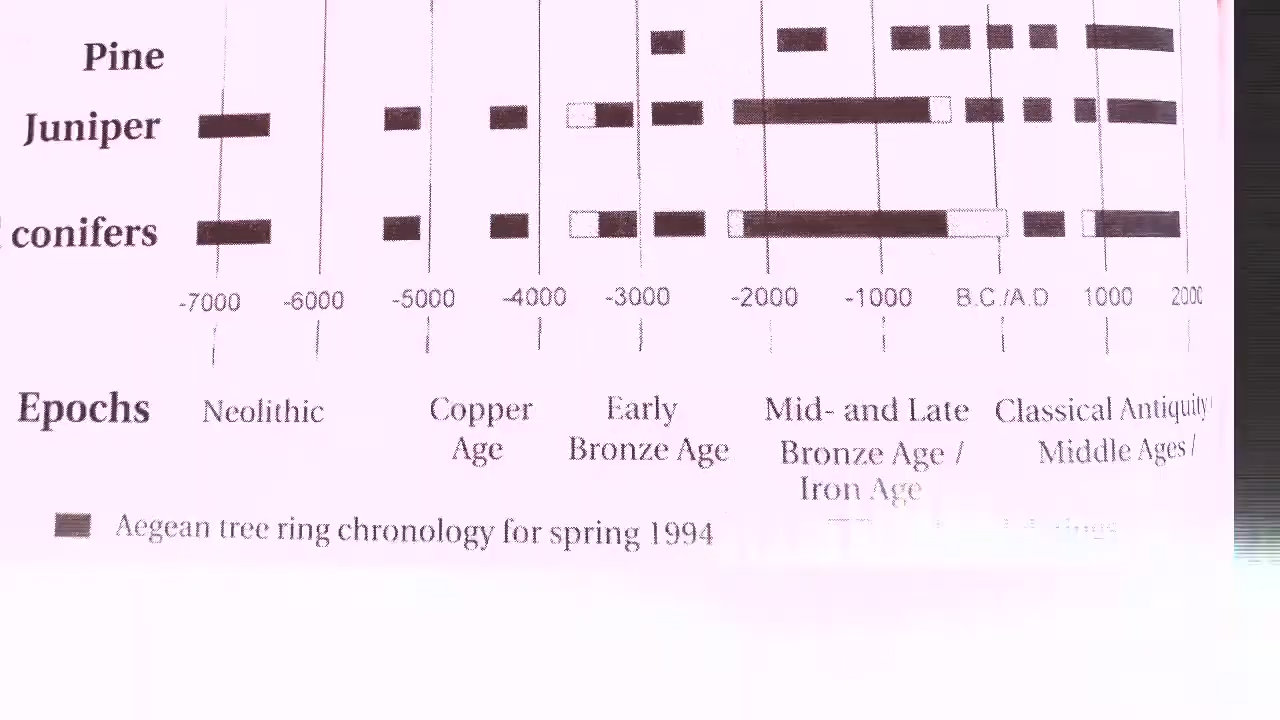 Pine
Juniper
conifers
-7000 -6000 -5000 -4000 -3000 -2000 -1000 B.C./A.D 1000 2000
Epochs Neolithic Copper Early Mid- and Late Classical Antiquity
Age Bronze Age Bronze Age / Middle Ages /
Iron Age
Aegean tree ring chronology for spring 1994